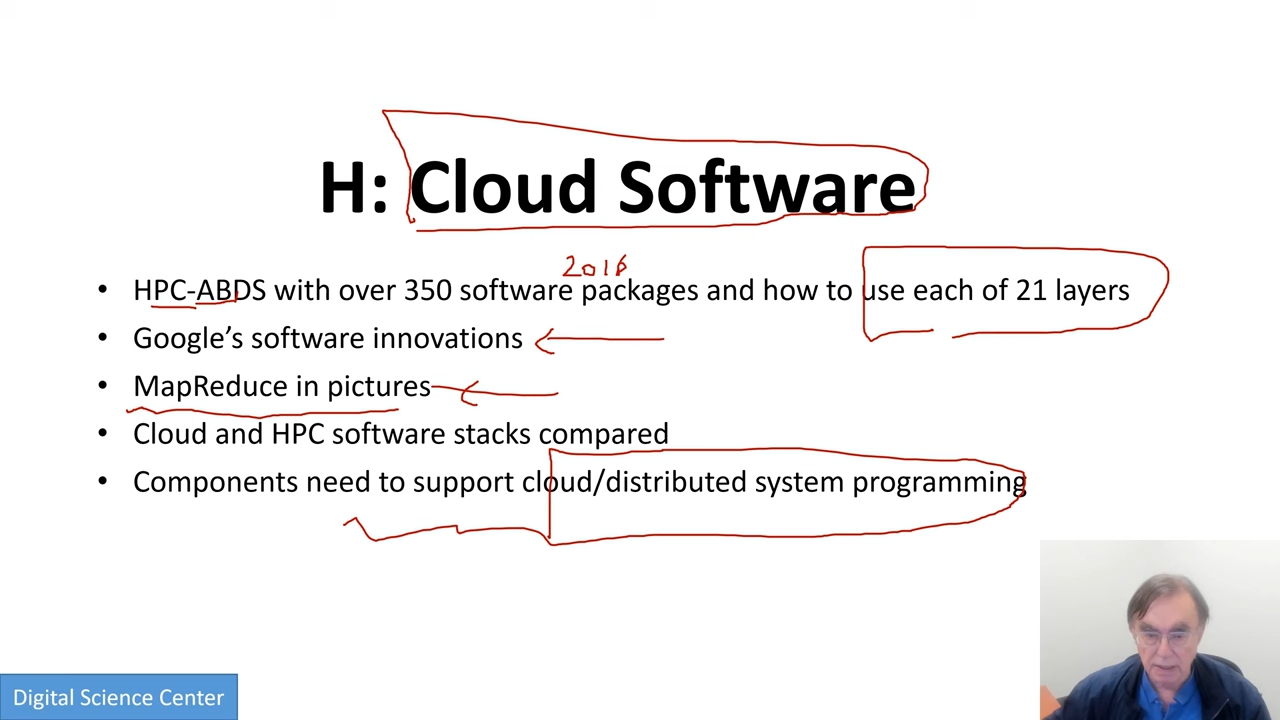 H: Cloud Software
2016
• HPC-ABDS with over 350 software packages and how to use each of 21 layers
• Google's software innovations
• MapReduce in pictures
• Cloud and HPC software stacks compared
• Components need to support cloud/distributed system programming
Digital Science Center